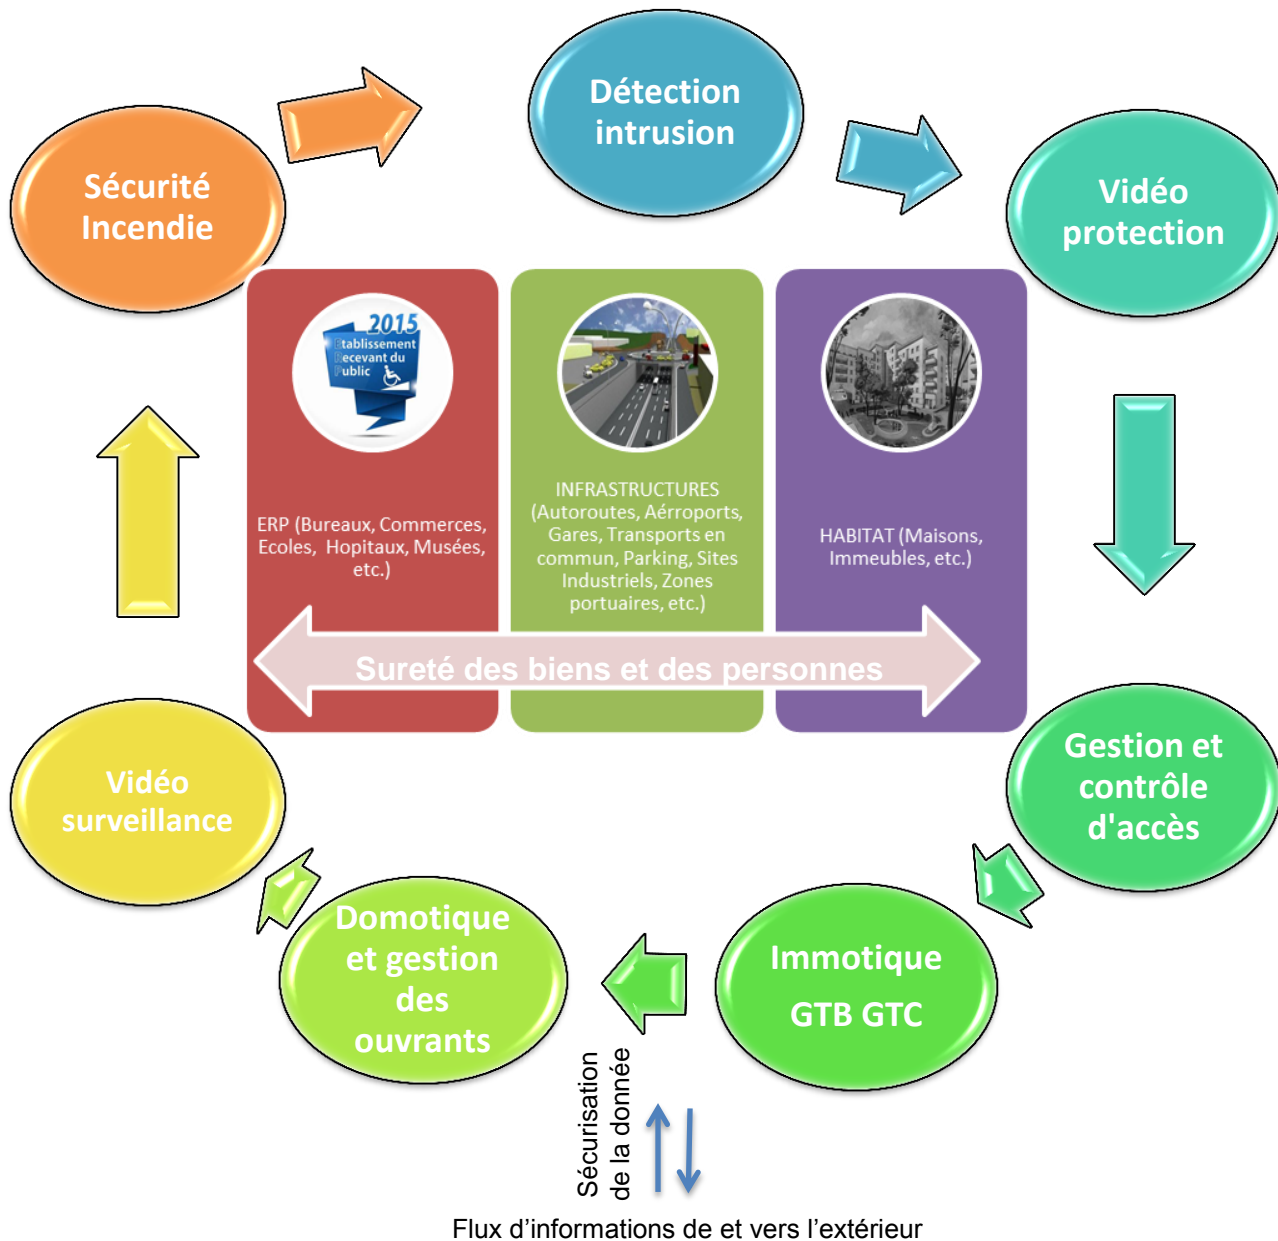 Détection
intrusion
Sécurité
Incendie
Vidéo
protection
2015
Etablissement
Recevant du
Public
ERP (Bureaux, Commerces,
Ecoles, Hopitaux, Musées,
etc.)
INFRASTRUCTURES
(Autoroutes, Aérroports,
Gares, Transports en
commun, Parking, Sites
Industriels, Zones
portuaires, etc.)
HABITAT (Maisons,
Immeubles, etc.)
Sureté des biens et des personnes
Gestion et
contrôle
d'accès
Vidéo
surveillance
Domotique
et gestion
des
ouvrants
Immotique
GTB GTC
Sécurisation
de la donnée
Flux d’informations de et vers l’extérieur